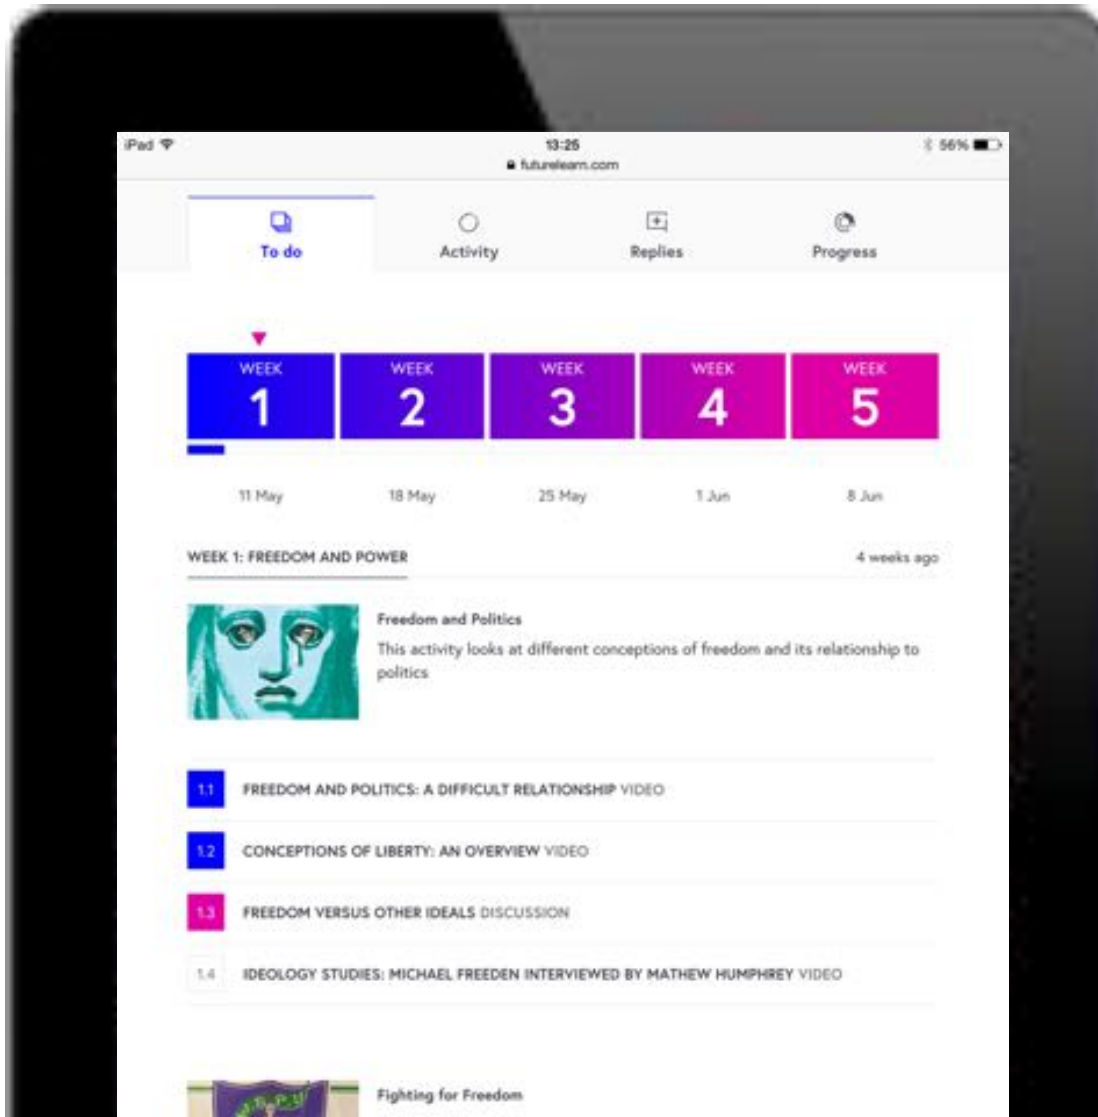 iPad
13:25
56%
futurelearn.com
To do
Activity
Replies
Progress
WEEK
1
WEEK
2
WEEK
3
WEEK
4
WEEK
5
11 May
18 May
25 May
1 Jun
8 Jun
WEEK 1: FREEDOM AND POWER
4 weeks ago
Freedom and Politics
This activity looks at different conceptions of freedom and its relationship to
politics
1.1 FREEDOM AND POLITICS: A DIFFICULT RELATIONSHIP VIDEO
1.2 CONCEPTIONS OF LIBERTY: AN OVERVIEW VIDEO
1.3 FREEDOM VERSUS OTHER IDEALS DISCUSSION
1.4 IDEOLOGY STUDIES: MICHAEL FREEDEN INTERVIEWED BY MATHEW HUMPHREY VIDEO
Fighting for Freedom